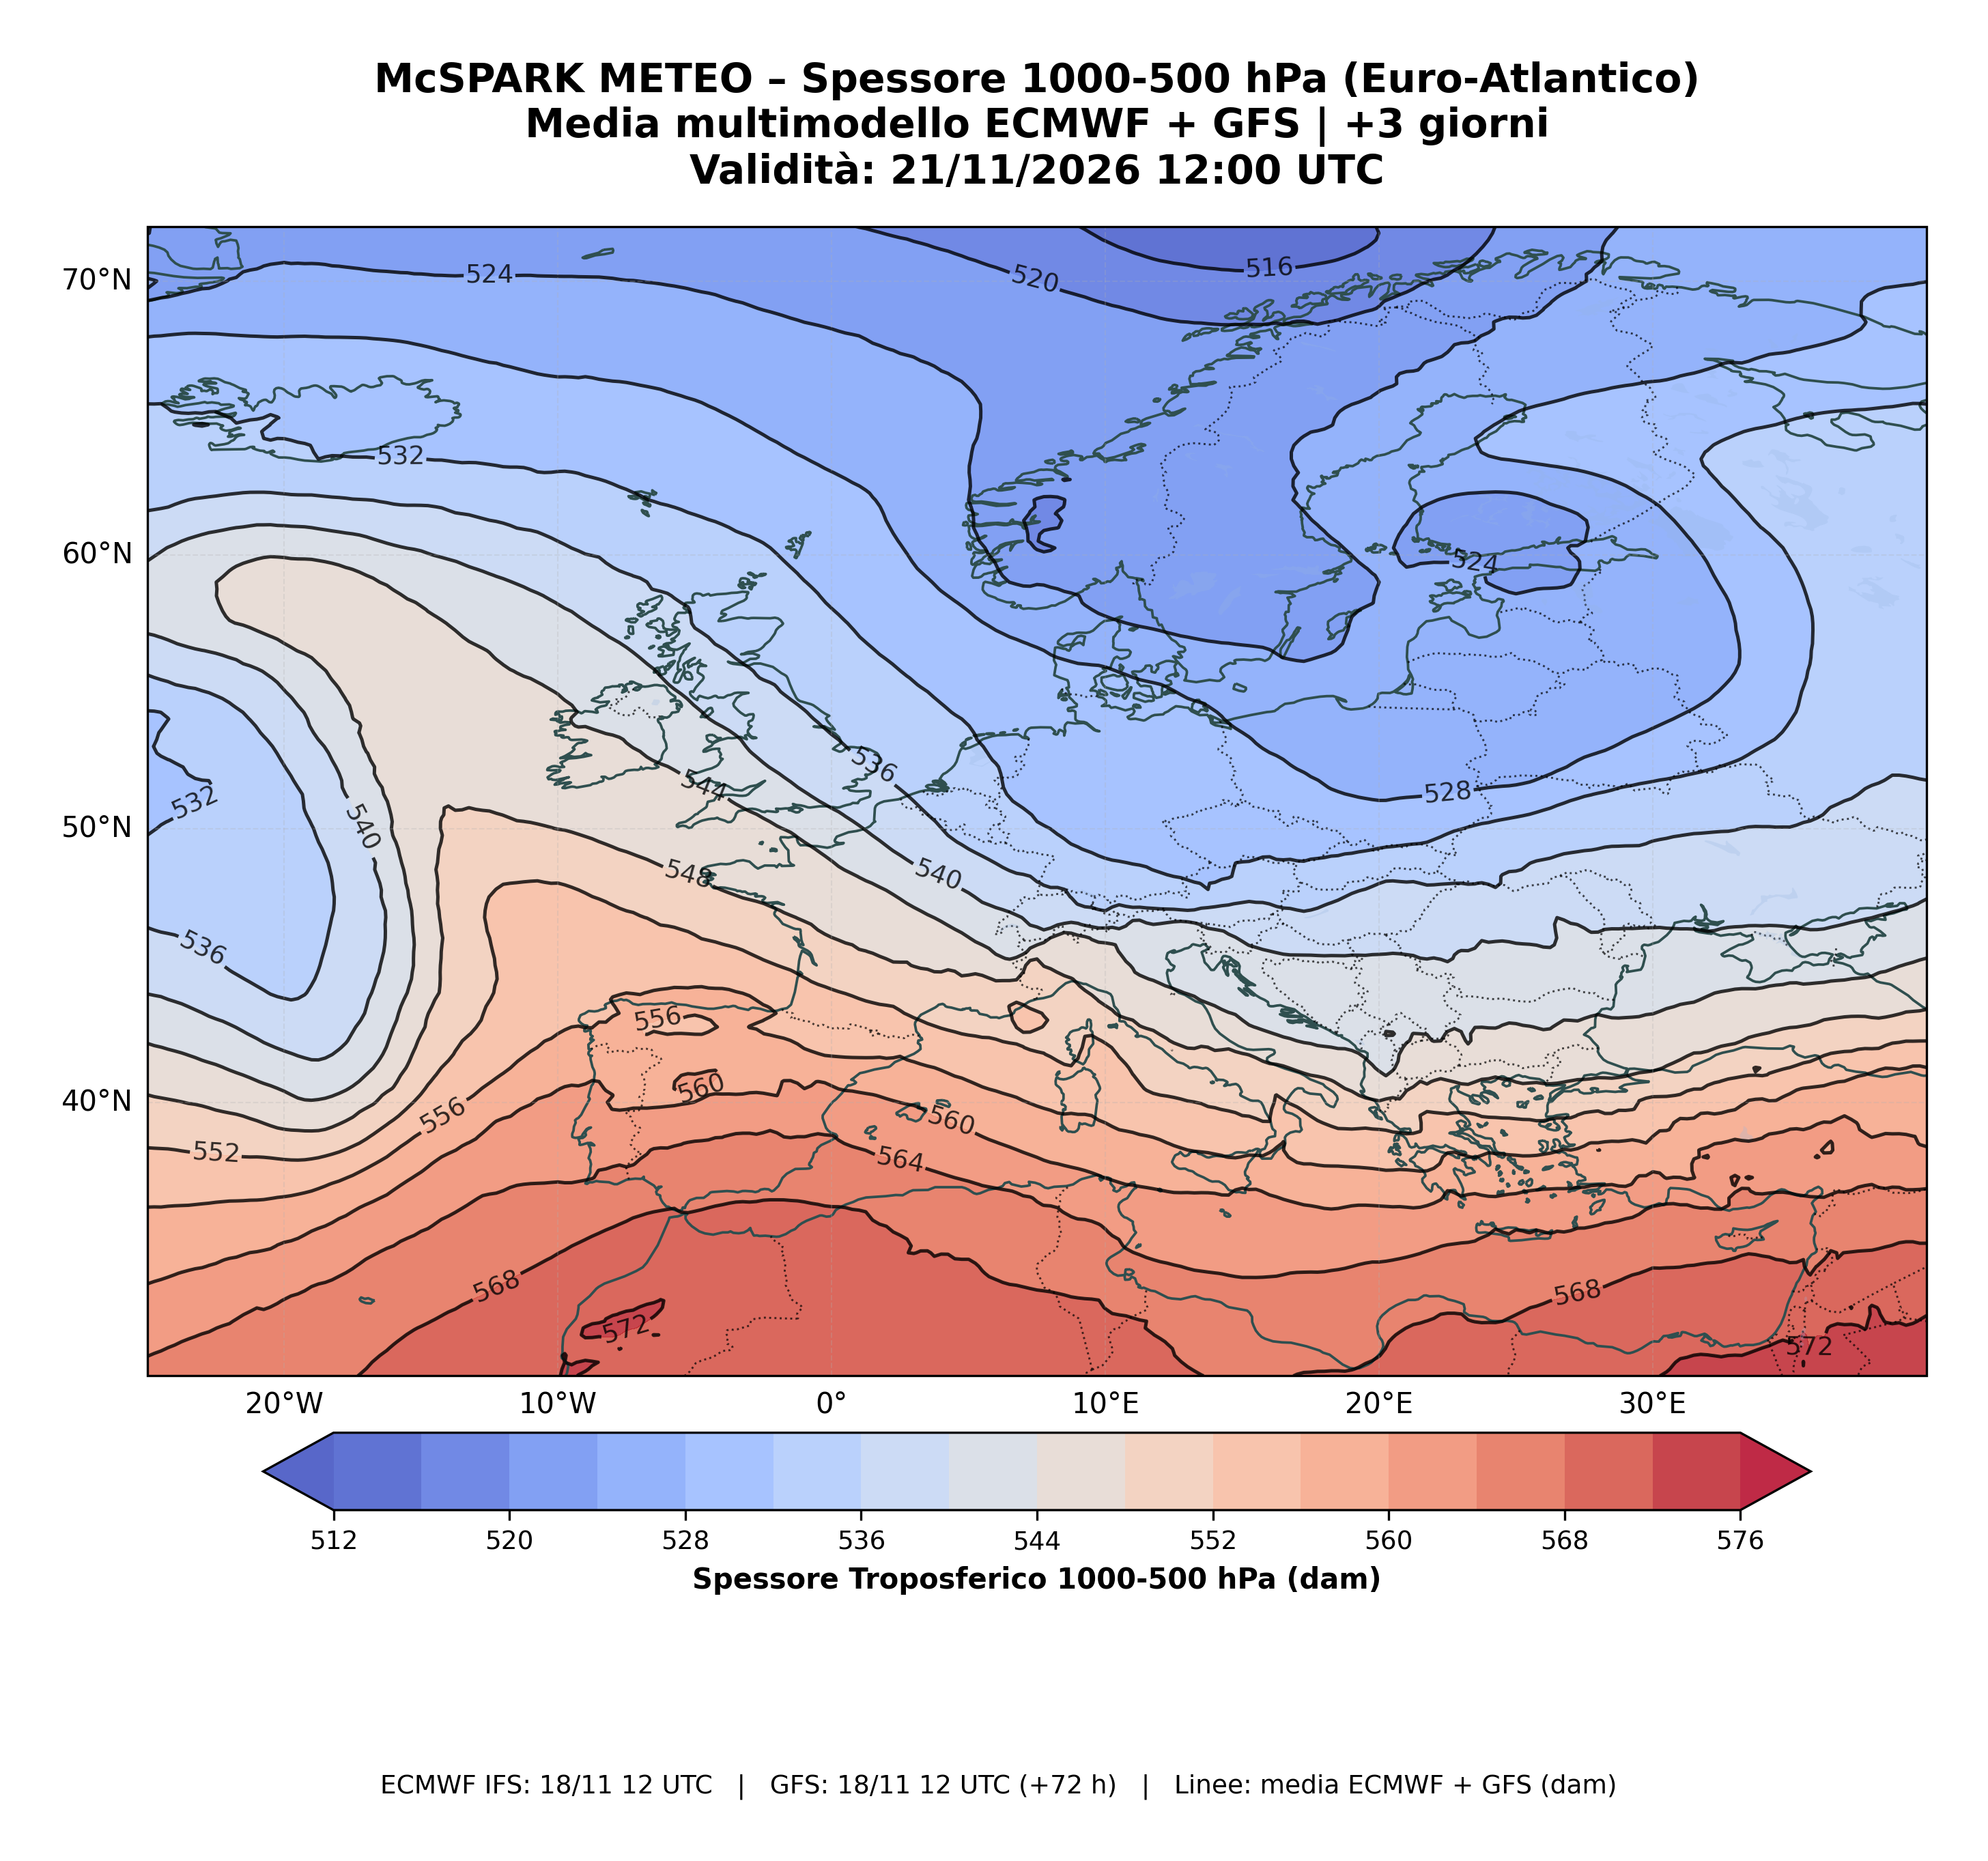 McSPARK METEO – Spessore 1000-500 hPa (Euro-Atlantico)
Media multimodello ECMWF + GFS | +3 giorni
Validità: 21/11/2026 12:00 UTC
70°N
60°N
50°N
40°N
524
520
516
532
524
536
544
528
532
540
548
540
536
556
560
556
560
552
564
568
568
572
572
20°W 10°W 0° 10°E 20°E 30°E
512 520 528 536 544 552 560 568 576
Spessore Troposferico 1000-500 hPa (dam)
ECMWF IFS: 18/11 12 UTC | GFS: 18/11 12 UTC (+72 h) | Linee: media ECMWF + GFS (dam)